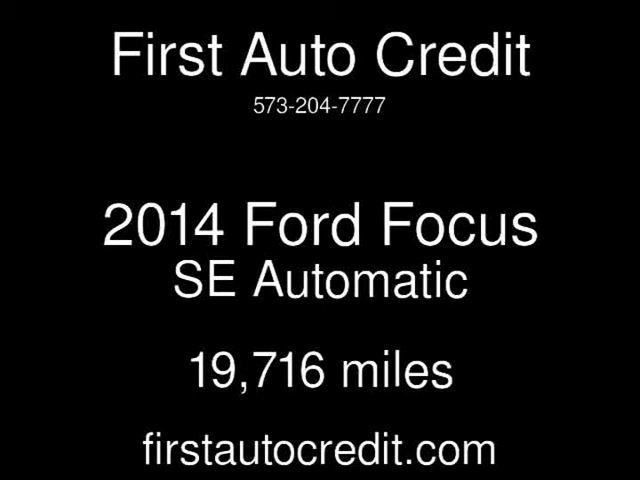 First Auto Credit
573-204-7777
2014 Ford Focus
SE Automatic
19,716 miles
firstautocredit.com